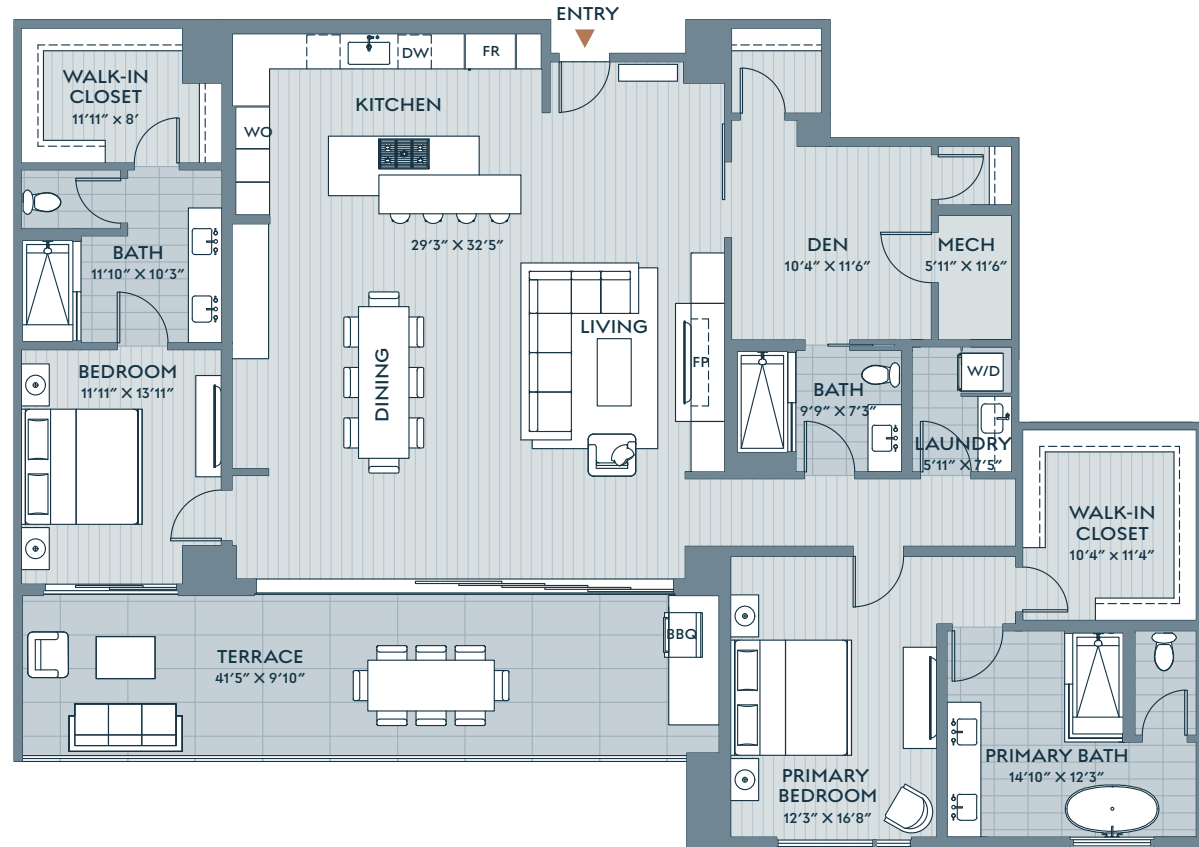 ENTRY
WALK-IN
CLOSET
11'11" X 8'
DW
FR
KITCHEN
WO
29'3" X 32'5"
BATH
11'10" X 10'3"
DEN
10'4" X 11'6"
MECH
5'11" X 11'6"
LIVING
FP
DINING
BEDROOM
11'11" X 13'11"
BATH
9'9" X 7'3"
W/D
LAUNDRY
5'11" X 7'5"
WALK-IN
CLOSET
10'4" x 11'4"
TERRACE
41'5" X 9'10"
BBQ
PRIMARY
BEDROOM
12'3" X 16'8"
PRIMARY BATH
14'10" X 12'3"